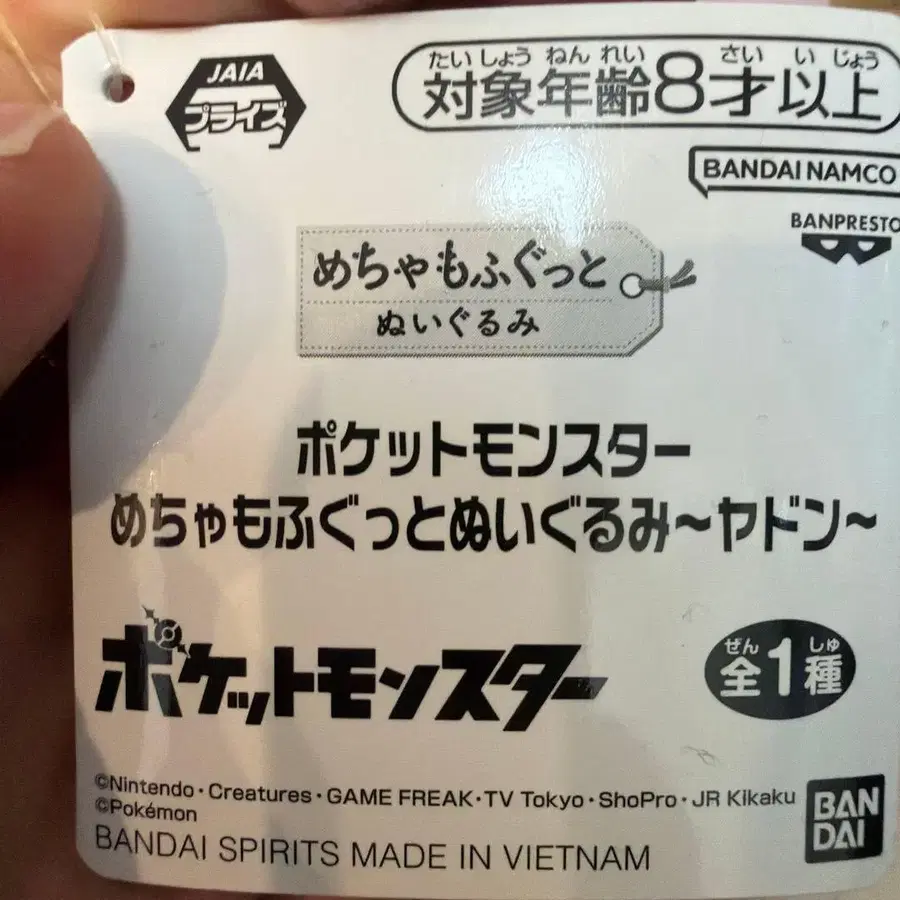 JAIA
プライズ
たいしょうねんれい さいいじょう
対象年齢8才以上
BANDAI NAMCO
BANPRESTO
めちゃもふぐっと
ぬいぐるみ
ポケットモンスター
めちゃもふぐっとぬいぐるみ~ヤドン~
ポケットモンスター
ぜん しゅ
全1種
©Nintendo・Creatures・GAME FREAK・TV Tokyo・ShoPro・JR Kikaku
©Pokémon
BANDAI SPIRITS MADE IN VIETNAM
BAN
DAI